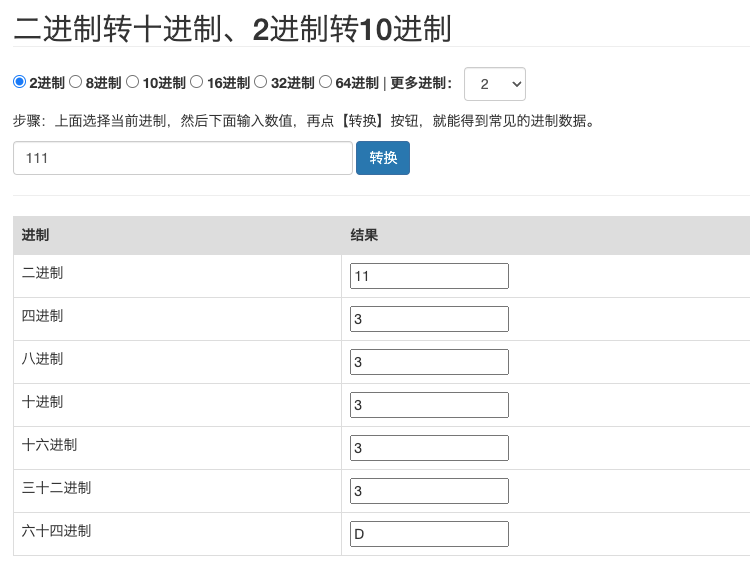 二进制转十进制、2进制转10进制
2进制 8进制 10进制 16进制 32进制 64进制 | 更多进制： 2
步骤：上面选择当前进制，然后下面输入数值，再点【转换】按钮，就能得到常见的进制数据。
111 转换
进制 结果
二进制 11
四进制 3
八进制 3
十进制 3
十六进制 3
三十二进制 3
六十四进制 D